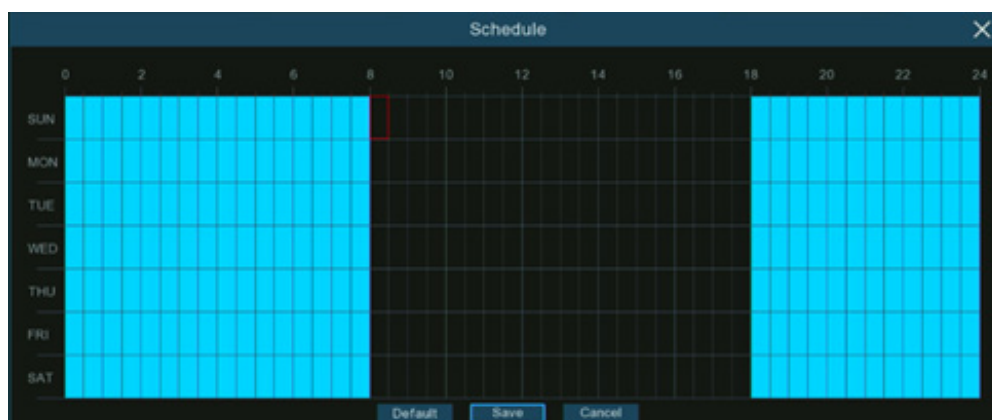 Schedule
0 2 4 6 8 10 12 14 16 18 20 22 24
SUN
MON
TUE
WED
THU
FRI
SAT
Default Save Cancel